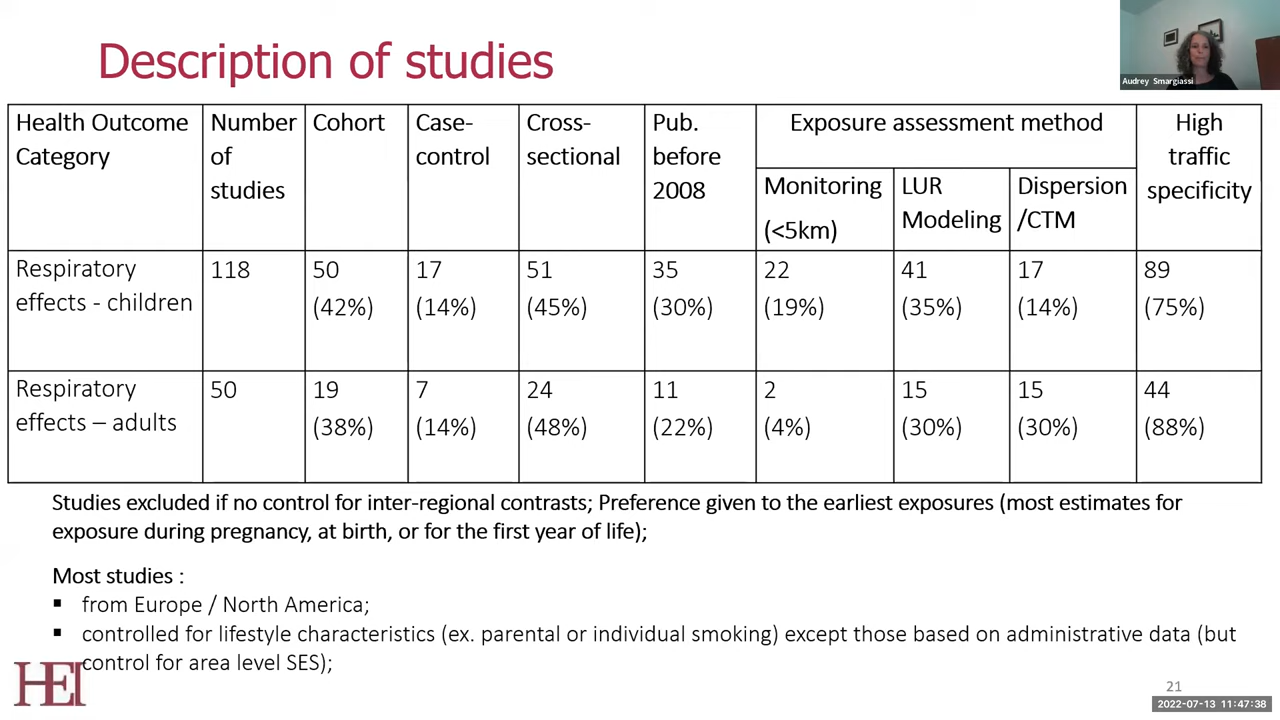 Description of studies
Audrey Smargiassi
Health Outcome
Category
Number
of
studies
Cohort
Case-
control
Cross-
sectional
Pub.
before
2008
Exposure assessment method
Monitoring
(<5km)
LUR
Modeling
Dispersion
/CTM
High
traffic
specificity
Respiratory
effects - children
118
50
(42%)
17
(14%)
51
(45%)
35
(30%)
22
(19%)
41
(35%)
17
(14%)
89
(75%)
Respiratory
effects – adults
50
19
(38%)
7
(14%)
24
(48%)
11
(22%)
2
(4%)
15
(30%)
15
(30%)
44
(88%)
Studies excluded if no control for inter-regional contrasts; Preference given to the earliest exposures (most estimates for
exposure during pregnancy, at birth, or for the first year of life);
Most studies :
▪ from Europe / North America;
▪ controlled for lifestyle characteristics (ex. parental or individual smoking) except those based on administrative data (but
control for area level SES);
HEI
21
2022-07-13 11:47:38